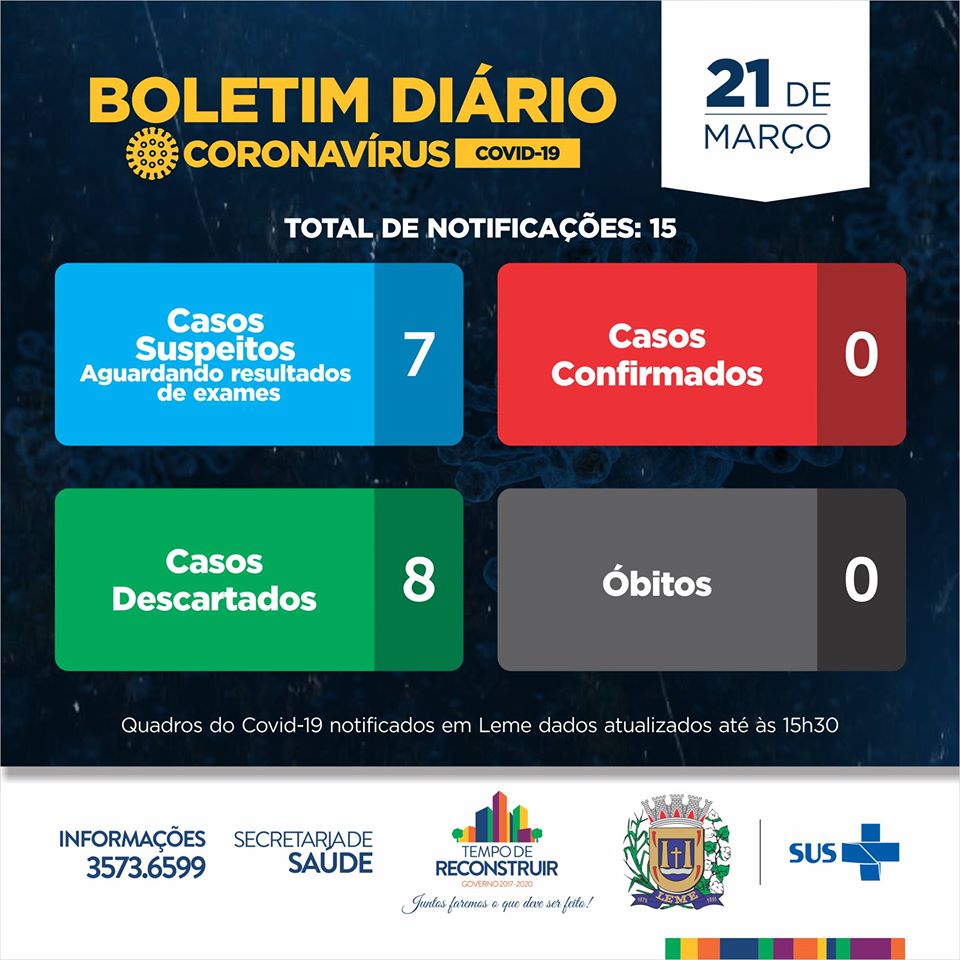 BOLETIM DIÁRIO
CORONAVÍRUS COVID-19
21 DE
MARÇO
TOTAL DE NOTIFICAÇÕES: 15
Casos
Suspeitos
Aguardando resultados
de exames
7
Casos
Confirmados
0
Casos
Descartados
8
Óbitos
0
Quadros do Covid-19 notificados em Leme dados atualizados até às 15h30
INFORMAÇÕES
3573.6599
SECRETARIA DE
SAÚDE
TEMPO DE
RECONSTRUIR
GOVERNO 2017-2020
Juntos faremos o que deve ser feito!
1876 LEME 1895
SUS